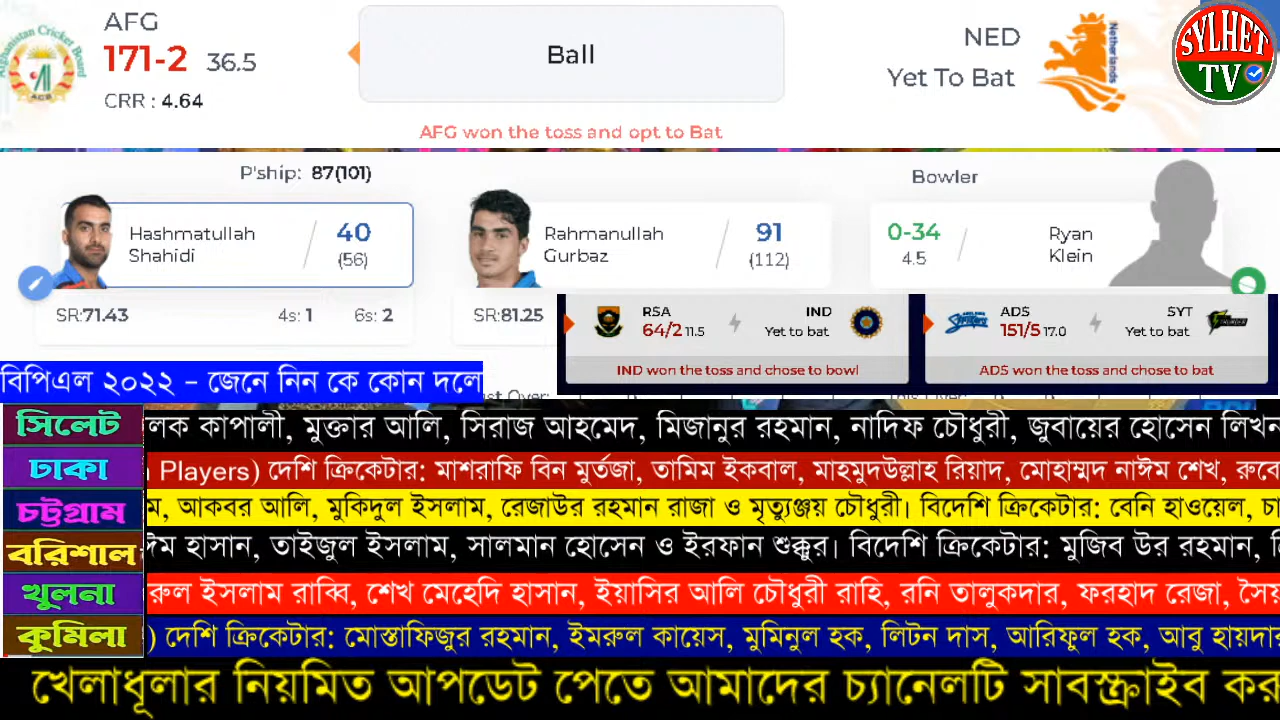 AFG
171-2 36.5
CRR : 4.64
Ball
AFG won the toss and opt to Bat
NED
Yet To Bat
Netherlands
SYLHET
TV
Afghanistan Cricket Board
ACB
P'ship: 87(101)
Bowler
Hashmatullah
Shahidi
40
(56)
Rahmanullah
Gurbaz
91
(112)
0-34
4.5
Ryan
Klein
SR:71.43 4s: 1 6s: 2
SR:81.25
RSA
64/2 11.5
IND
Yet to bat
IND won the toss and chose to bowl
ADS
151/5 17.0
SYT
Yet to bat
ADS won the toss and chose to bat
বিপিএল ২০২২ - জেনে নিন কে কোন দলে
সিলেট লক কাপালী, মুক্তার আলি, সিরাজ আহমেদ, মিজানুর রহমান, নাদিফ চৌধুরী, জুবায়ের হোসেন লিখন
ঢাকা Players) দেশি ক্রিকেটার: মাশরাফি বিন মুর্তজা, তামিম ইকবাল, মাহমুদউল্লাহ রিয়াদ, মোহাম্মদ নাঈম শেখ, রুবে
চট্টগ্রাম ম, আকবর আলি, মুকিদুল ইসলাম, রেজাউর রহমান রাজা ও মৃত্যুঞ্জয় চৌধুরী। বিদেশি ক্রিকেটার: বেনি হাওয়েল, চা
বরিশাল ঈম হাসান, তাইজুল ইসলাম, সালমান হোসেন ও ইরফান শুক্কুর। বিদেশি ক্রিকেটার: মুজিব উর রহমান,
খুলনা রুল ইসলাম রাব্বি, শেখ মেহেদি হাসান, ইয়াসির আলি চৌধুরী রাহি, রনি তালুকদার, ফরহাদ রেজা, সৈয়
কুমিলা ) দেশি ক্রিকেটার: মোস্তাফিজুর রহমান, ইমরুল কায়েস, মুমিনুল হক, লিটন দাস, আরিফুল হক, আবু হায়দার
খেলাধূলার নিয়মিত আপডেট পেতে আমাদের চ্যানেলটি সাবস্ক্রাইব কর